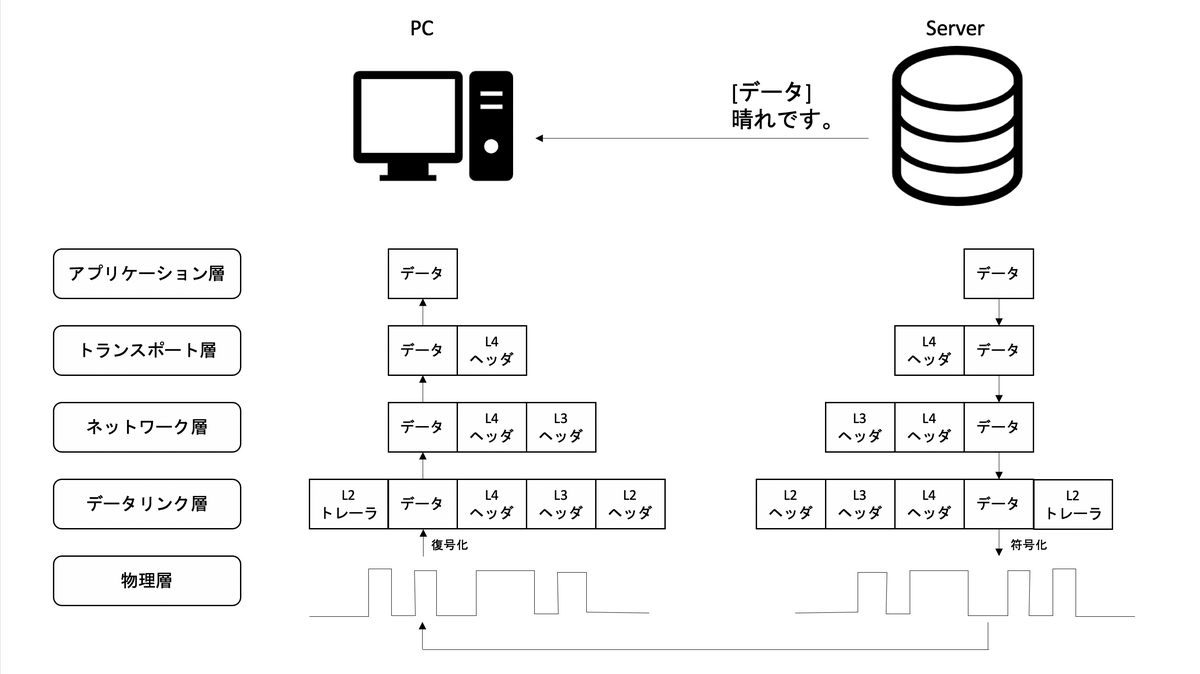 PC
Server
[データ]
晴れです。
アプリケーション層
データ
データ
トランスポート層
データ
L4
ヘッダ
L4
ヘッダ
データ
ネットワーク層
データ
L4
ヘッダ
L3
ヘッダ
L3
ヘッダ
L4
ヘッダ
データ
データリンク層
L2
トレーラ
データ
L4
ヘッダ
L3
ヘッダ
L2
ヘッダ
L2
ヘッダ
L3
ヘッダ
L4
ヘッダ
データ
L2
トレーラ
復号化
符号化
物理層